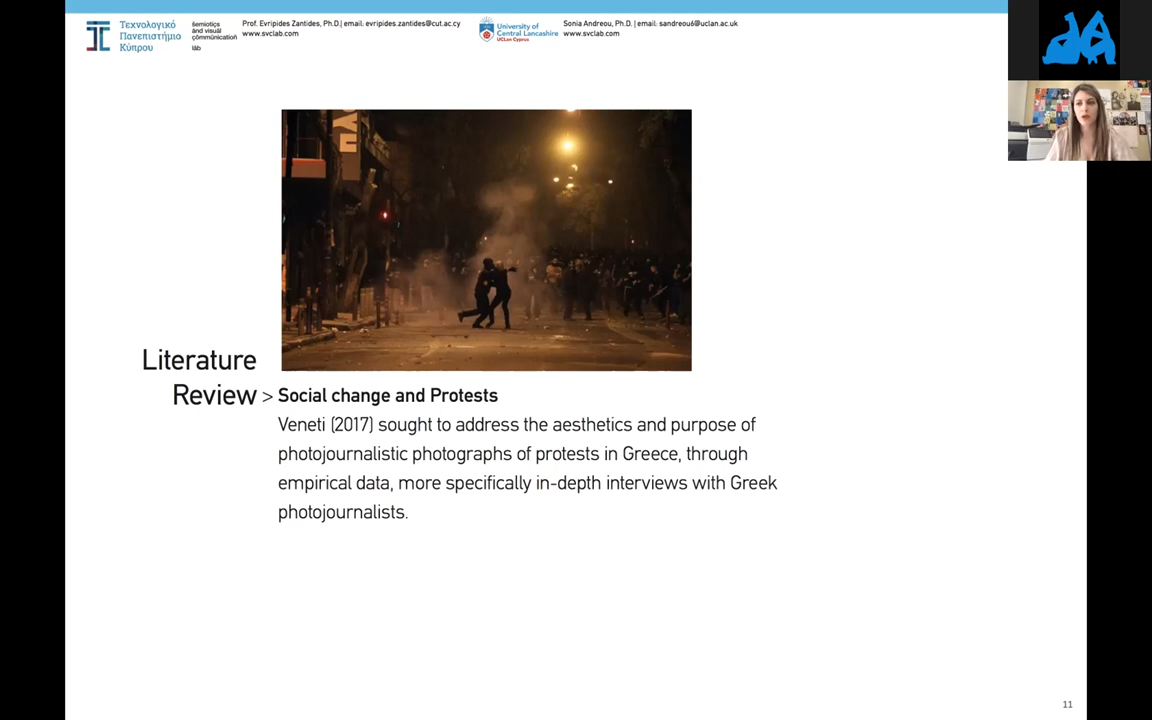 Τεχνολογικό
Πανεπιστήμιο
Κύπρου
semiotics
and visual
communication
lab
Prof. Evripides Zantides, Ph.D.| email: evripides.zantides@cut.ac.cy
www.svclab.com
University of
Central Lancashire
UCLan Cyprus
Sonia Andreou, Ph.D. | email: sandreou6@uclan.ac.uk
www.svclab.com
Literature
Review > Social change and Protests
Veneti (2017) sought to address the aesthetics and purpose of
photojournalistic photographs of protests in Greece, through
empirical data, more specifically in-depth interviews with Greek
photojournalists.
11